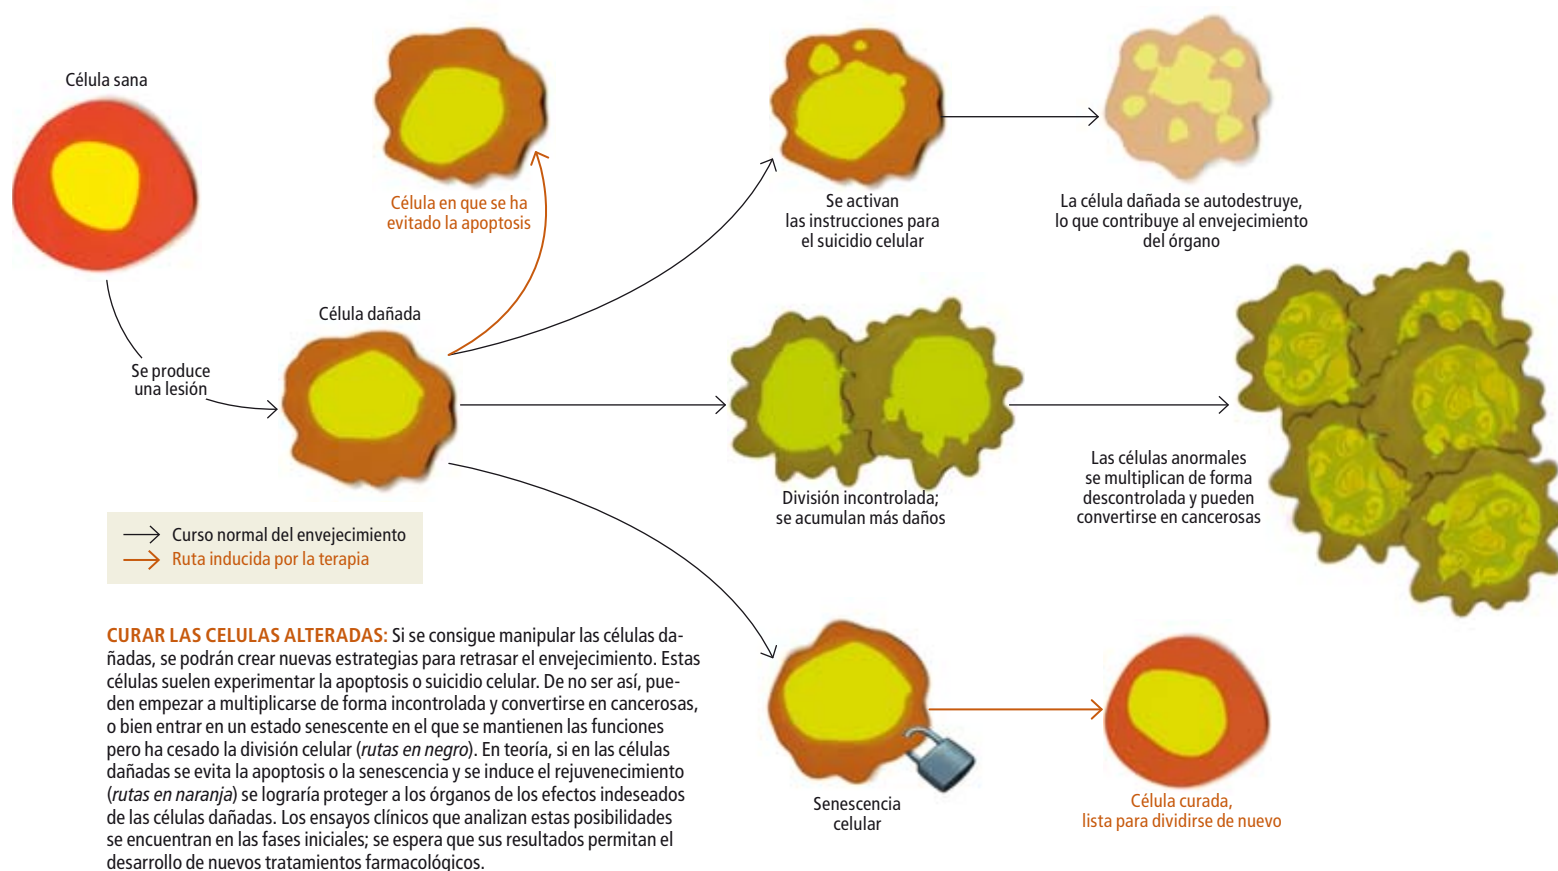 Célula sana
Se produce
una lesión
Célula dañada
Célula en que se ha
evitado la apoptosis
Se activan
las instrucciones para
el suicidio celular
La célula dañada se autodestruye,
lo que contribuye al envejecimiento
del órgano
División incontrolada;
se acumulan más daños
Las células anormales
se multiplican de forma
descontrolada y pueden
convertirse en cancerosas
Senescencia
celular
Célula curada,
lista para dividirse de nuevo
Curso normal del envejecimiento
Ruta inducida por la terapia
CURAR LAS CELULAS ALTERADAS: Si se consigue manipular las células da-
ñadas, se podrán crear nuevas estrategias para retrasar el envejecimiento. Estas
células suelen experimentar la apoptosis o suicidio celular. De no ser así, pue-
den empezar a multiplicarse de forma incontrolada y convertirse en cancerosas,
o bien entrar en un estado senescente en el que se mantienen las funciones
pero ha cesado la división celular (rutas en negro). En teoría, si en las células
dañadas se evita la apoptosis o la senescencia y se induce el rejuvenecimiento
(rutas en naranja) se lograría proteger a los órganos de los efectos indeseados
de las células dañadas. Los ensayos clínicos que analizan estas posibilidades
se encuentran en las fases iniciales; se espera que sus resultados permitan el
desarrollo de nuevos tratamientos farmacológicos.